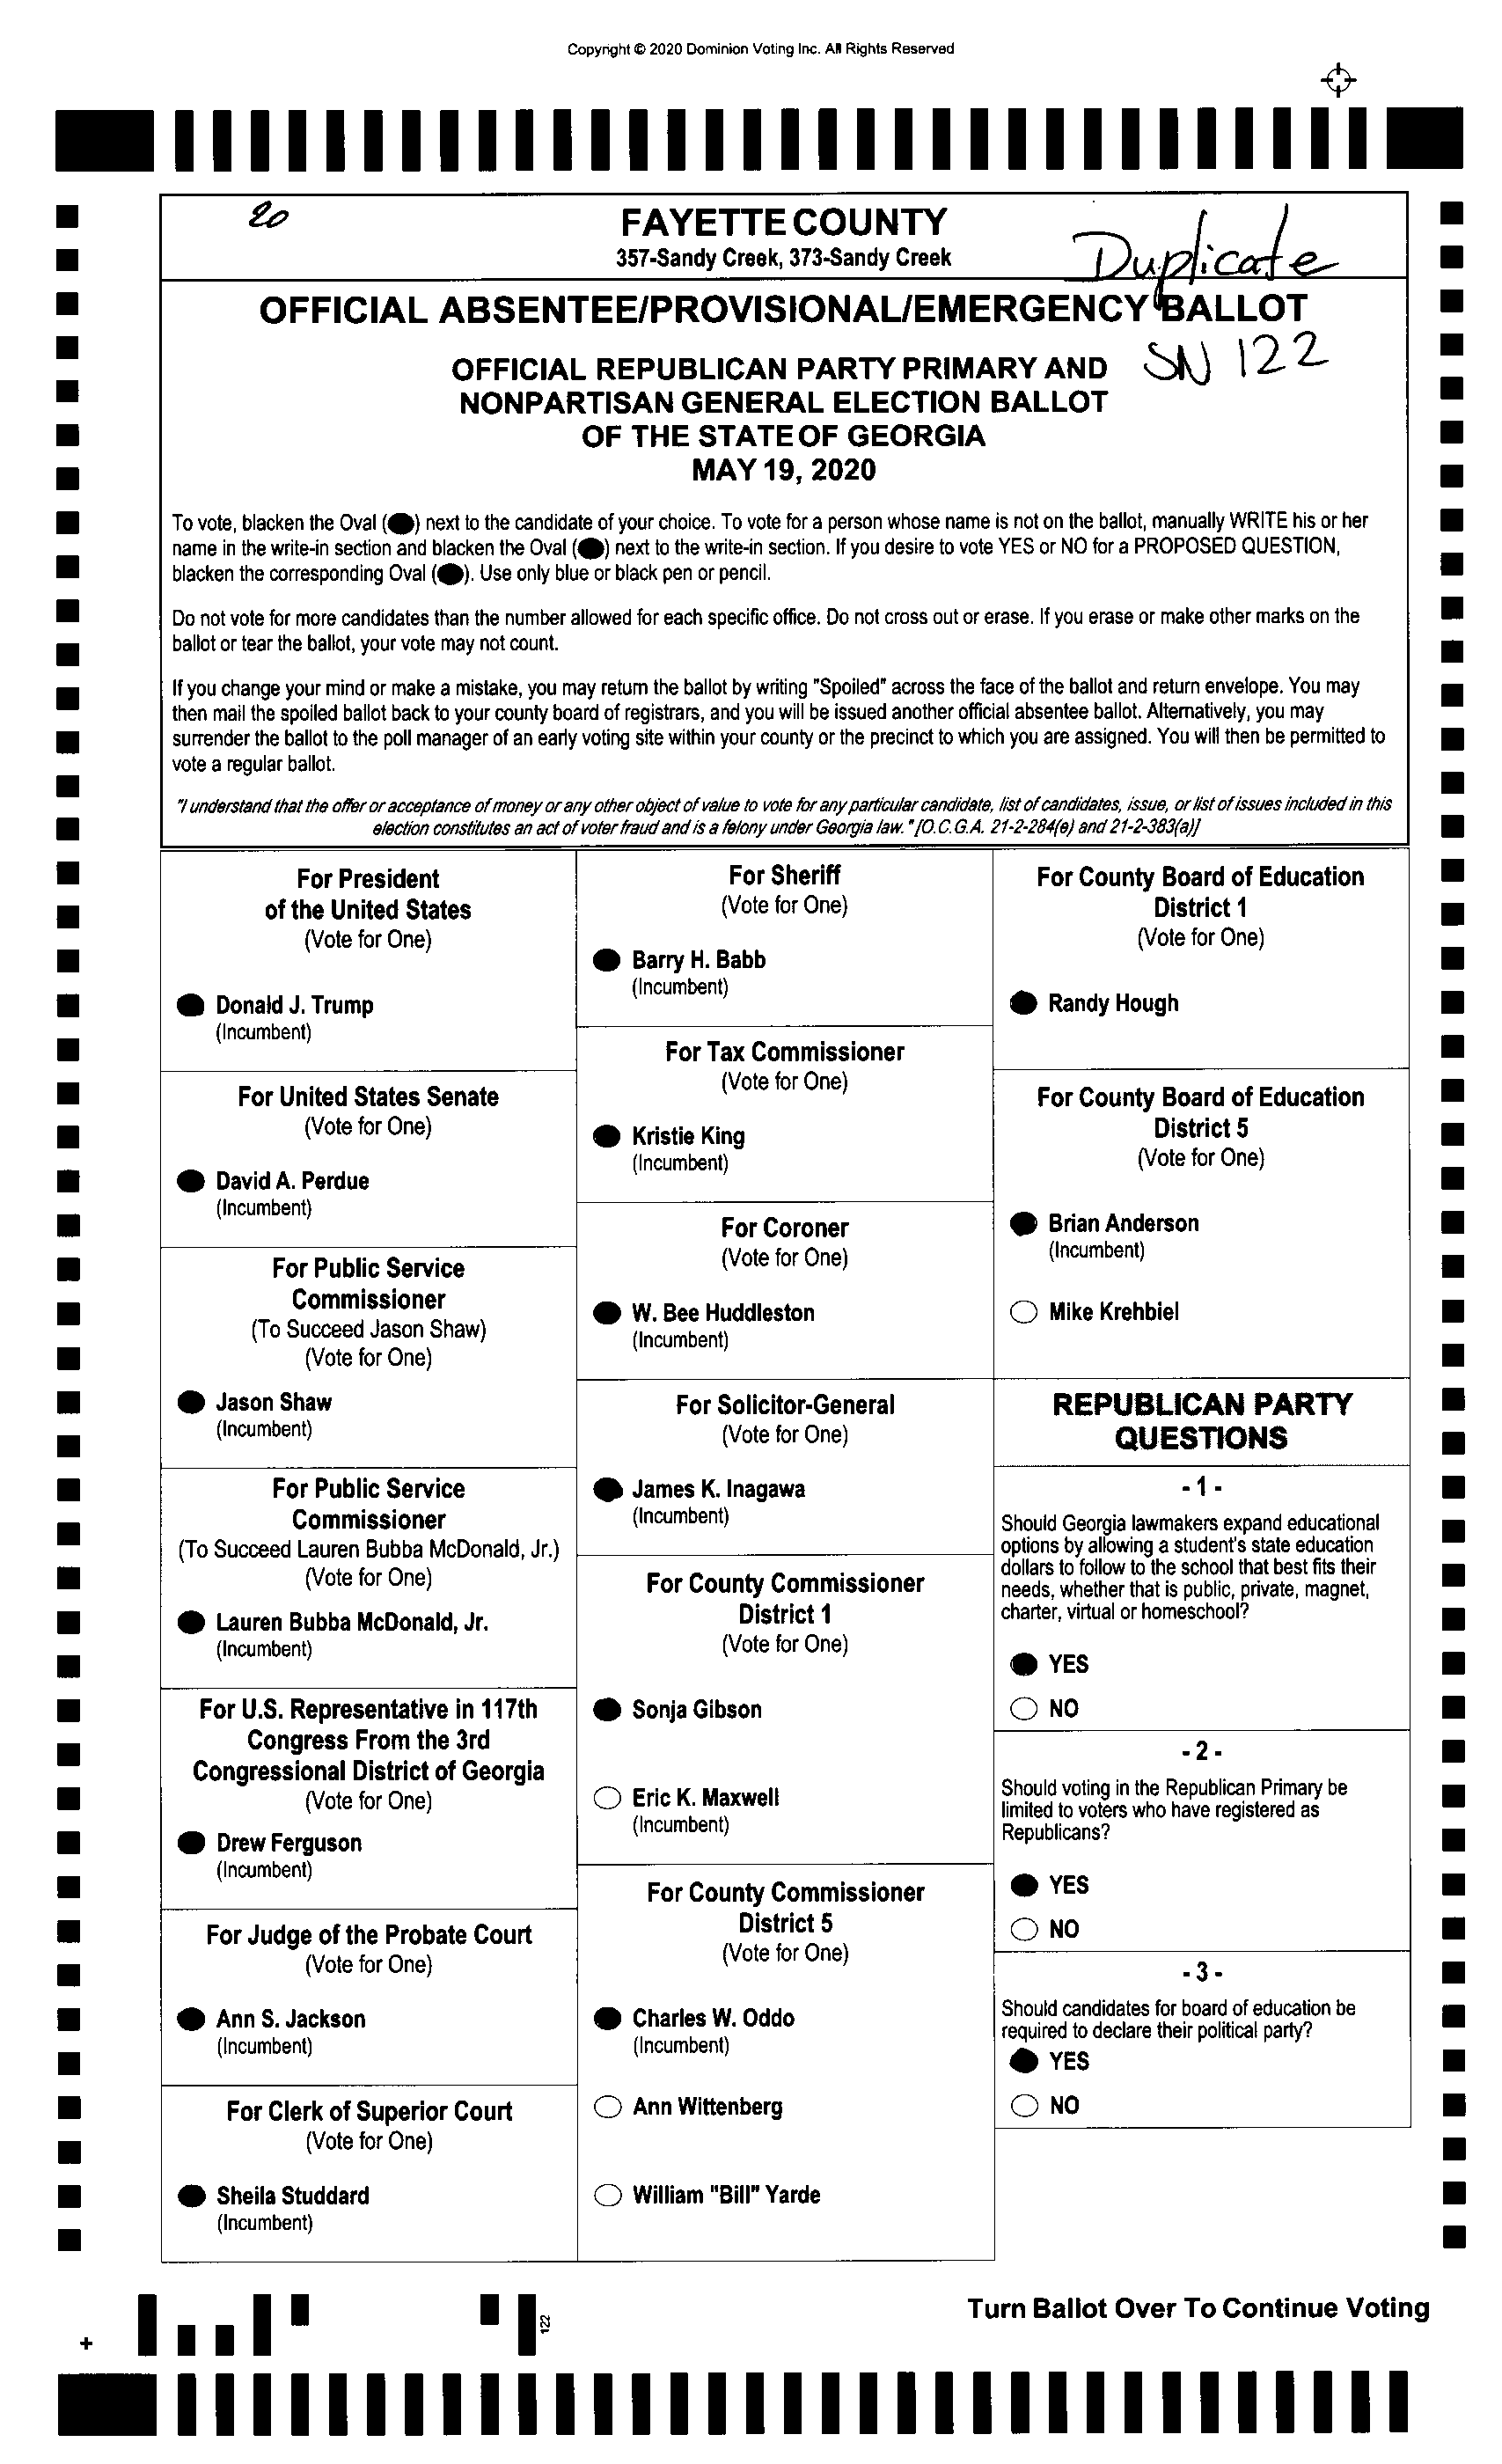 Copyright © 2020 Dominion Voting Inc. All Rights Reserved
20
FAYETTE COUNTY
357-Sandy Creek, 373-Sandy Creek
Duplicate
OFFICIAL ABSENTEE/PROVISIONAL/EMERGENCY BALLOT
SN 122
OFFICIAL REPUBLICAN PARTY PRIMARY AND
NONPARTISAN GENERAL ELECTION BALLOT
OF THE STATE OF GEORGIA
MAY 19, 2020
To vote, blacken the Oval (●) next to the candidate of your choice. To vote for a person whose name is not on the ballot, manually WRITE his or her
name in the write-in section and blacken the Oval (●) next to the write-in section. If you desire to vote YES or NO for a PROPOSED QUESTION,
blacken the corresponding Oval (●). Use only blue or black pen or pencil.
Do not vote for more candidates than the number allowed for each specific office. Do not cross out or erase. If you erase or make other marks on the
ballot or tear the ballot, your vote may not count.
If you change your mind or make a mistake, you may return the ballot by writing "Spoiled" across the face of the ballot and return envelope. You may
then mail the spoiled ballot back to your county board of registrars, and you will be issued another official absentee ballot. Alternatively, you may
surrender the ballot to the poll manager of an early voting site within your county or the precinct to which you are assigned. You will then be permitted to
vote a regular ballot.
"I understand that the offer or acceptance of money or any other object of value to vote for any particular candidate, list of candidates, issue, or list of issues included in this
election constitutes an act of voter fraud and is a felony under Georgia law." [O.C.G.A. 21-2-284(e) and 21-2-383(a)]
For President
of the United States
(Vote for One)
Donald J. Trump
(Incumbent)
For United States Senate
(Vote for One)
David A. Perdue
(Incumbent)
For Public Service
Commissioner
(To Succeed Jason Shaw)
(Vote for One)
Jason Shaw
(Incumbent)
For Public Service
Commissioner
(To Succeed Lauren Bubba McDonald, Jr.)
(Vote for One)
Lauren Bubba McDonald, Jr.
(Incumbent)
For U.S. Representative in 117th
Congress From the 3rd
Congressional District of Georgia
(Vote for One)
Drew Ferguson
(Incumbent)
For Judge of the Probate Court
(Vote for One)
Ann S. Jackson
(Incumbent)
For Clerk of Superior Court
(Vote for One)
Sheila Studdard
(Incumbent)
For Sheriff
(Vote for One)
Barry H. Babb
(Incumbent)
For Tax Commissioner
(Vote for One)
Kristie King
(Incumbent)
For Coroner
(Vote for One)
W. Bee Huddleston
(Incumbent)
For Solicitor-General
(Vote for One)
James K. Inagawa
(Incumbent)
For County Commissioner
District 1
(Vote for One)
Sonja Gibson
Eric K. Maxwell
(Incumbent)
For County Commissioner
District 5
(Vote for One)
Charles W. Oddo
(Incumbent)
Ann Wittenberg
William "Bill" Yarde
For County Board of Education
District 1
(Vote for One)
Randy Hough
For County Board of Education
District 5
(Vote for One)
Brian Anderson
(Incumbent)
Mike Krehbiel
REPUBLICAN PARTY
QUESTIONS
- 1 -
Should Georgia lawmakers expand educational
options by allowing a student's state education
dollars to follow to the school that best fits their
needs, whether that is public, private, magnet,
charter, virtual or homeschool?
YES
NO
- 2 -
Should voting in the Republican Primary be
limited to voters who have registered as
Republicans?
YES
NO
- 3 -
Should candidates for board of education be
required to declare their political party?
YES
NO
Turn Ballot Over To Continue Voting
122